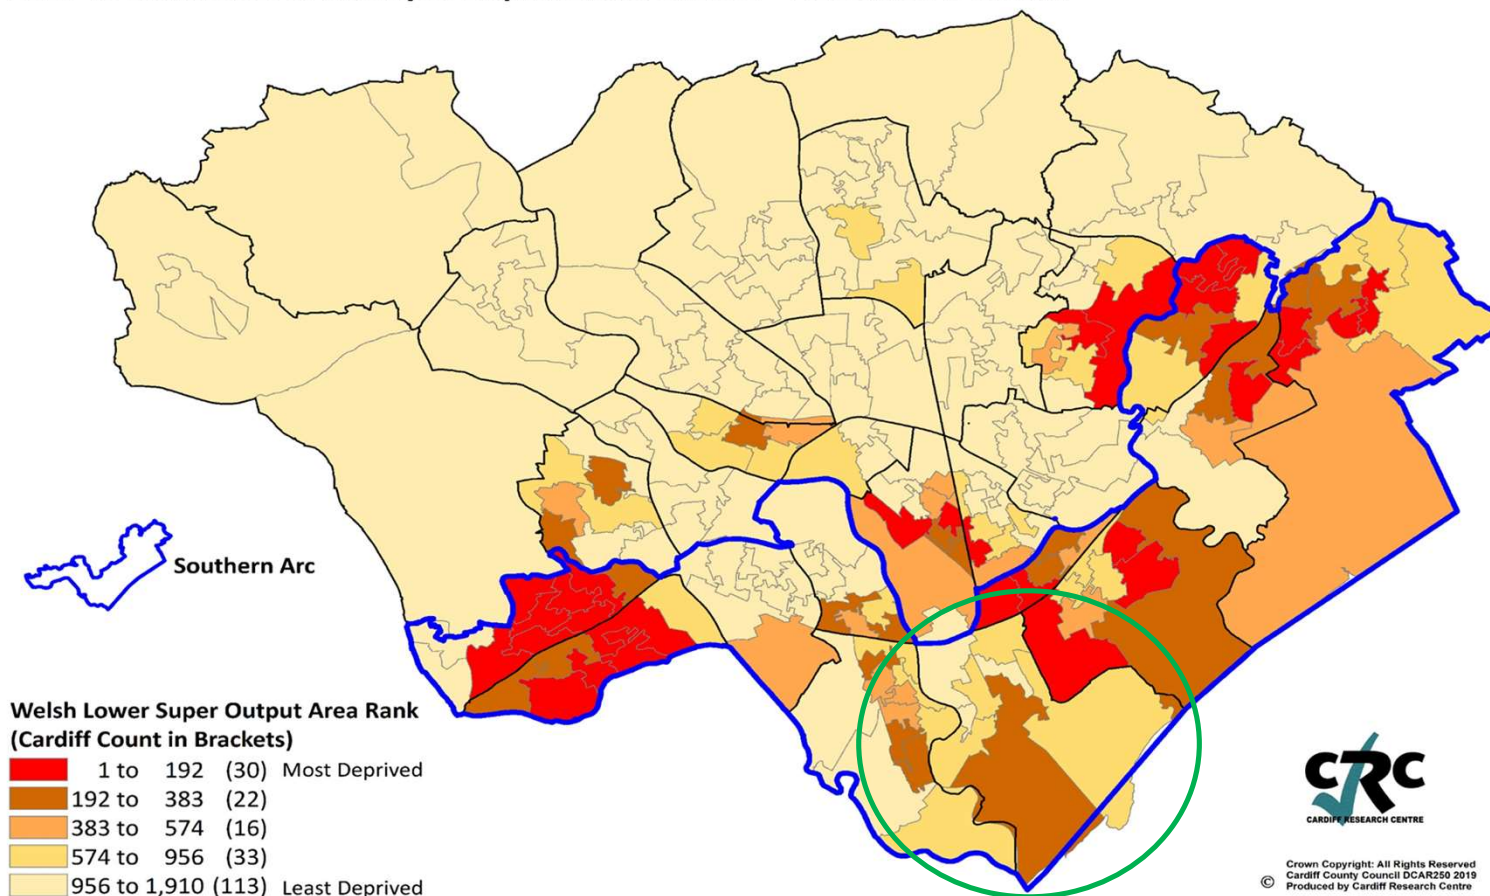 Southern Arc
Welsh Lower Super Output Area Rank
(Cardiff Count in Brackets)
1 to 192 (30) Most Deprived
192 to 383 (22)
383 to 574 (16)
574 to 956 (33)
956 to 1,910 (113) Least Deprived
CRC
CARDIFF RESEARCH CENTRE
Crown Copyright: All Rights Reserved
© Cardiff County Council DCAR250 2019
Produced by Cardiff Research Centre